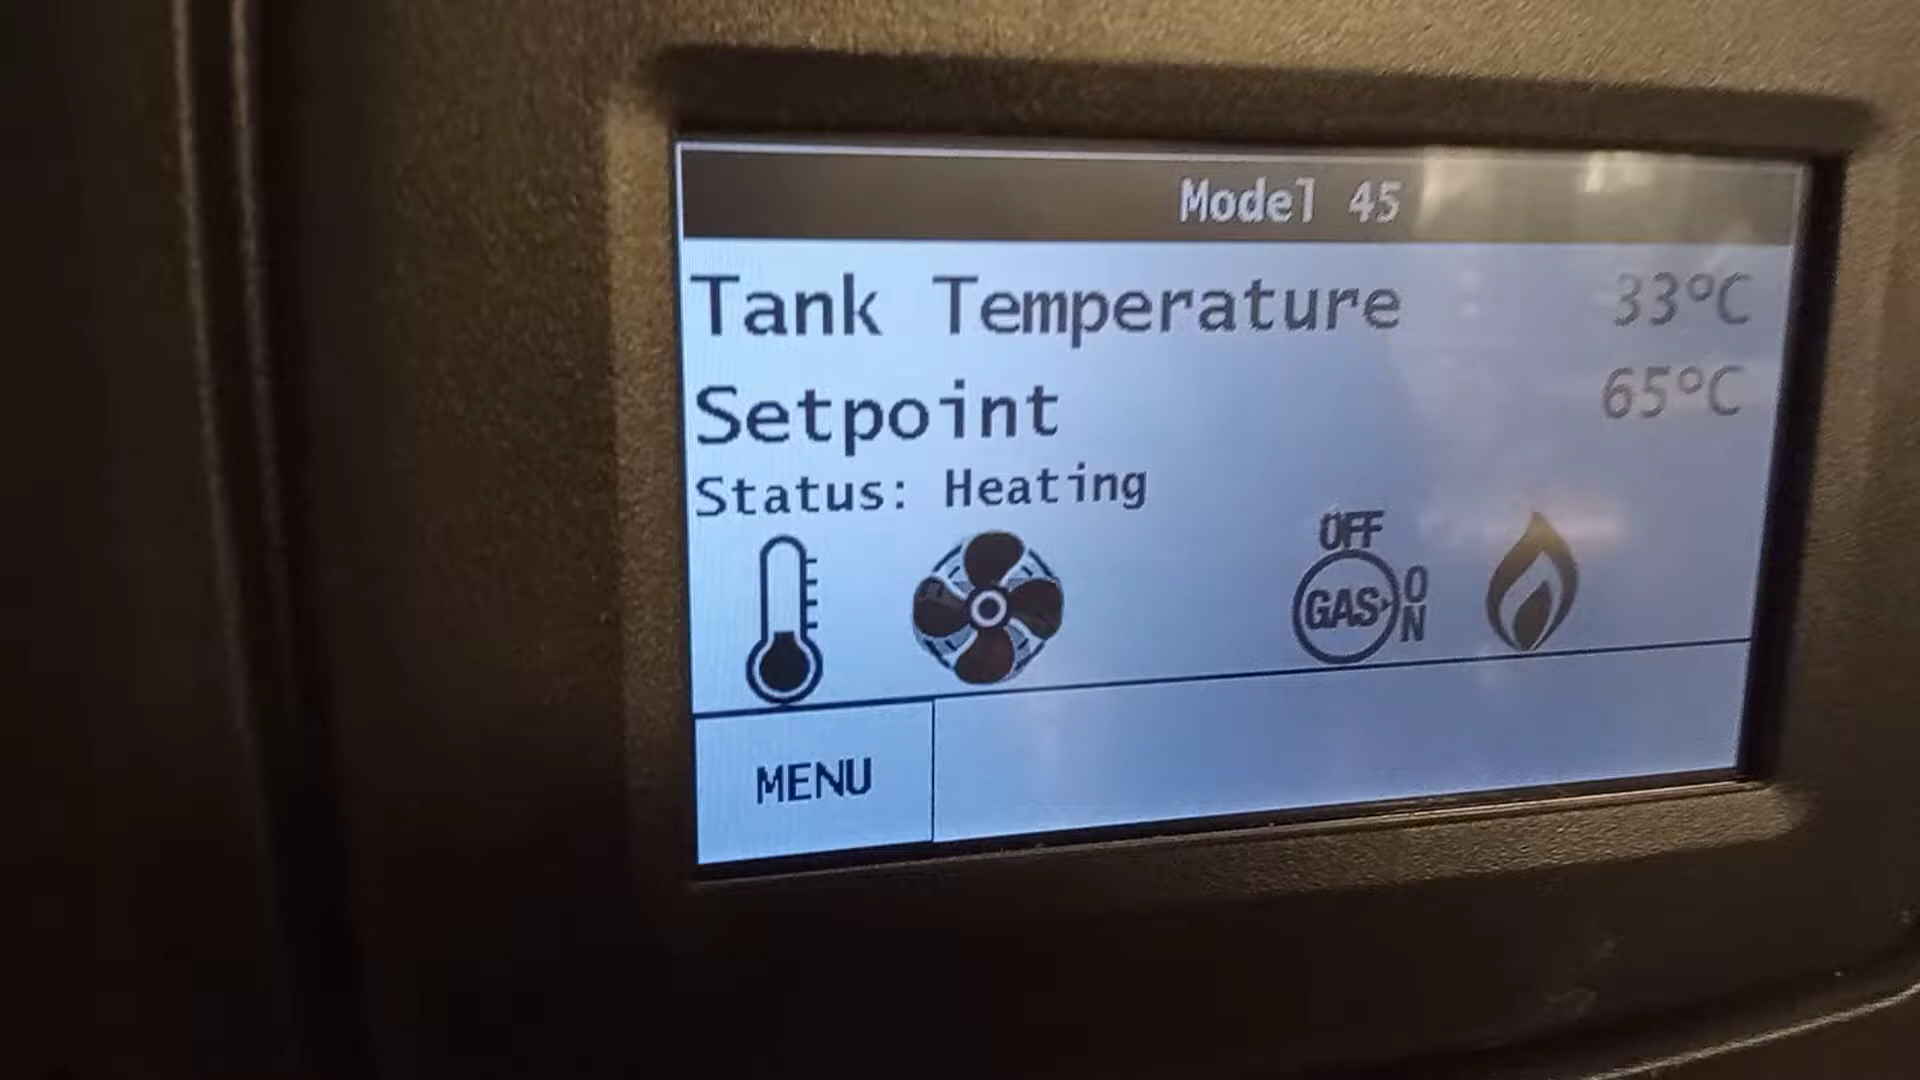 Model 45
Tank Temperature 33°C
Setpoint 65°C
Status: Heating
OFF
GAS ON
MENU